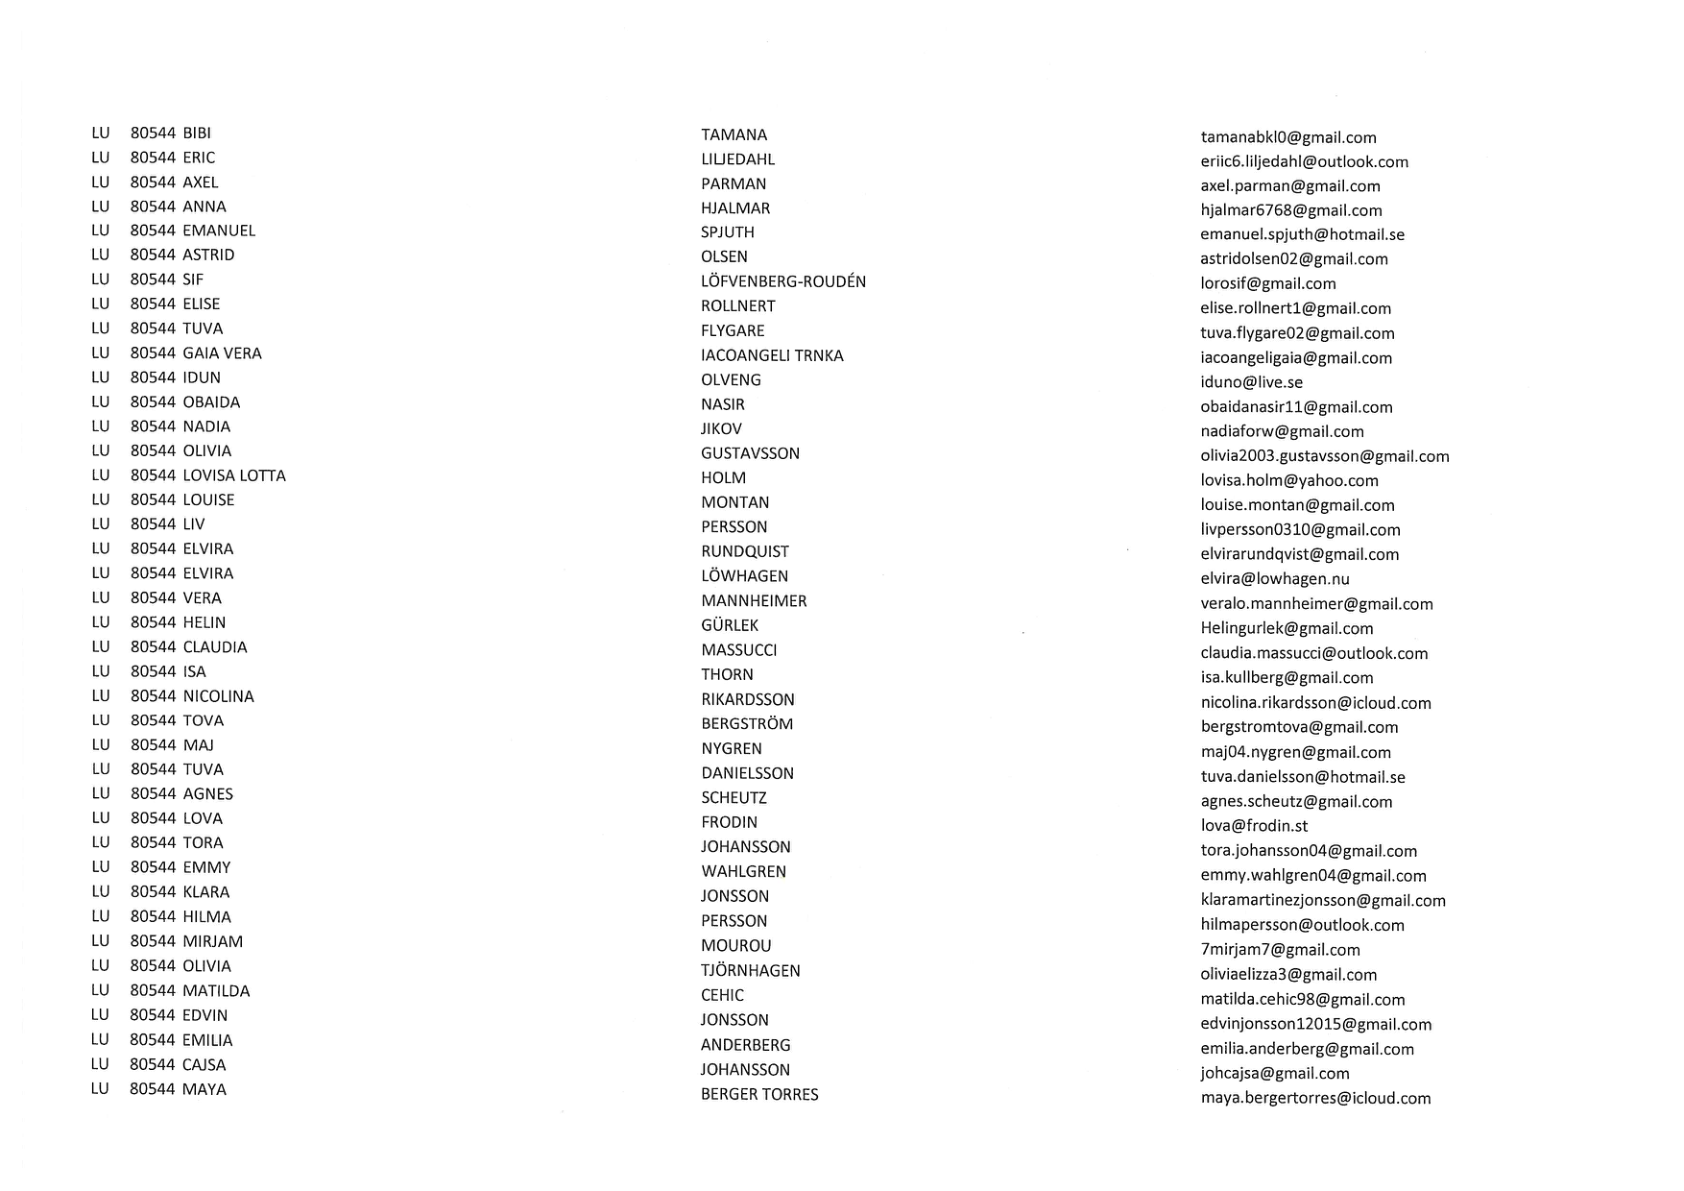 LU 80544 BIBI TAMANA tamanabkl0@gmail.com
LU 80544 ERIC LILJEDAHL eriic6.liljedahl@outlook.com
LU 80544 AXEL PARMAN axel.parman@gmail.com
LU 80544 ANNA HJALMAR hjalmar6768@gmail.com
LU 80544 EMANUEL SPJUTH emanuel.spjuth@hotmail.se
LU 80544 ASTRID OLSEN astridolsen02@gmail.com
LU 80544 SIF LÖFVENBERG-ROUDÉN lorosif@gmail.com
LU 80544 ELISE ROLLNERT elise.rollnert1@gmail.com
LU 80544 TUVA FLYGARE tuva.flygare02@gmail.com
LU 80544 GAIA VERA IACOANGELI TRNKA iacoangeligaia@gmail.com
LU 80544 IDUN OLVENG iduno@live.se
LU 80544 OBAIDA NASIR obaidanasir11@gmail.com
LU 80544 NADIA JIKOV nadiaforw@gmail.com
LU 80544 OLIVIA GUSTAVSSON olivia2003.gustavsson@gmail.com
LU 80544 LOVISA LOTTA HOLM lovisa.holm@yahoo.com
LU 80544 LOUISE MONTAN louise.montan@gmail.com
LU 80544 LIV PERSSON livpersson0310@gmail.com
LU 80544 ELVIRA RUNDQUIST elvirarundqvist@gmail.com
LU 80544 ELVIRA LÖWHAGEN elvira@lowhagen.nu
LU 80544 VERA MANNHEIMER veralo.mannheimer@gmail.com
LU 80544 HELIN GÜRLEK Helingurlek@gmail.com
LU 80544 CLAUDIA MASSUCCI claudia.massucci@outlook.com
LU 80544 ISA THORN isa.kullberg@gmail.com
LU 80544 NICOLINA RIKARDSSON nicolina.rikardsson@icloud.com
LU 80544 TOVA BERGSTRÖM bergstromtova@gmail.com
LU 80544 MAJ NYGREN maj04.nygren@gmail.com
LU 80544 TUVA DANIELSSON tuva.danielsson@hotmail.se
LU 80544 AGNES SCHEUTZ agnes.scheutz@gmail.com
LU 80544 LOVA FRODIN lova@frodin.st
LU 80544 TORA JOHANSSON tora.johansson04@gmail.com
LU 80544 EMMY WAHLGREN emmy.wahlgren04@gmail.com
LU 80544 KLARA JONSSON klaramartinezjonsson@gmail.com
LU 80544 HILMA PERSSON hilmapersson@outlook.com
LU 80544 MIRJAM MOUROU 7mirjam7@gmail.com
LU 80544 OLIVIA TJÖRNHAGEN oliviaelizza3@gmail.com
LU 80544 MATILDA CEHIC matilda.cehic98@gmail.com
LU 80544 EDVIN JONSSON edvinjonsson12015@gmail.com
LU 80544 EMILIA ANDERBERG emilia.anderberg@gmail.com
LU 80544 CAJSA JOHANSSON johcajsa@gmail.com
LU 80544 MAYA BERGER TORRES maya.bergertorres@icloud.com